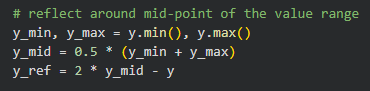 # reflect around mid-point of the value range
y_min, y_max = y.min(), y.max()
y_mid = 0.5 * (y_min + y_max)
y_ref = 2 * y_mid - y